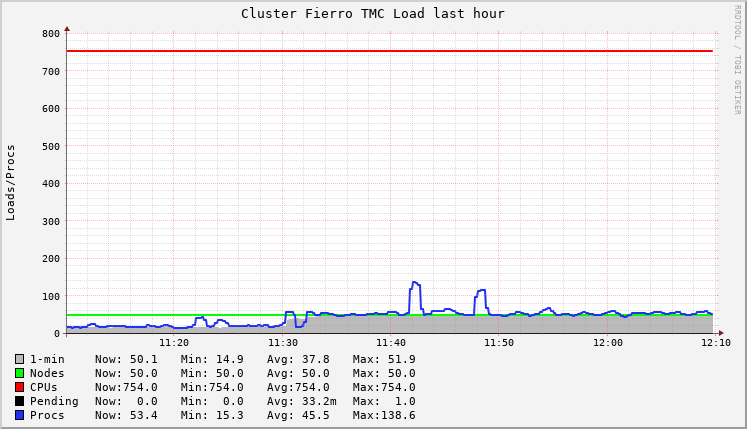 Cluster Fierro TMC Load last hour
RRDTOOL / TOBI OETIKER
Loads/Procs
800
700
600
500
400
300
200
100
0
11:20 11:30 11:40 11:50 12:00 12:10
1-min Now: 50.1 Min: 14.9 Avg: 37.8 Max: 51.9
Nodes Now: 50.0 Min: 50.0 Avg: 50.0 Max: 50.0
CPUs Now:754.0 Min:754.0 Avg:754.0 Max:754.0
Pending Now: 0.0 Min: 0.0 Avg: 33.2m Max: 1.0
Procs Now: 53.4 Min: 15.3 Avg: 45.5 Max:138.6